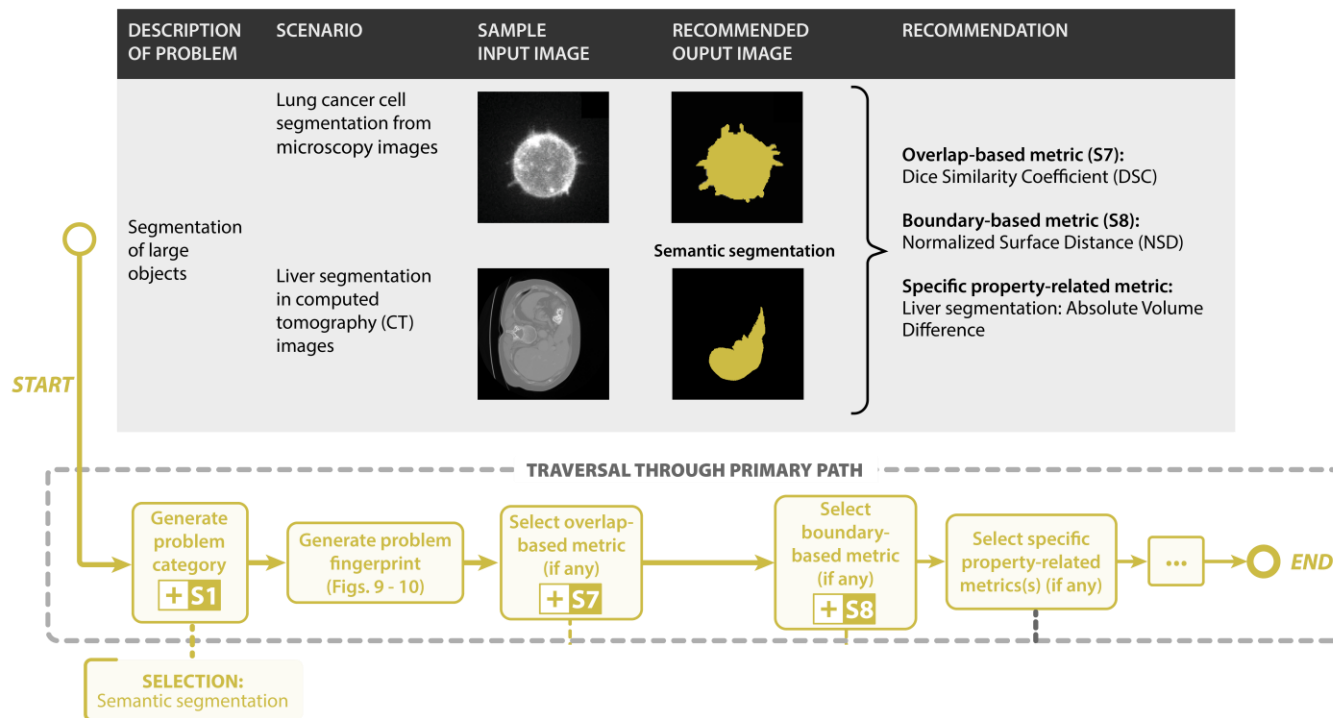 DESCRIPTION
OF PROBLEM
SCENARIO
SAMPLE
INPUT IMAGE
RECOMMENDED
OUPUT IMAGE
RECOMMENDATION
Segmentation
of large
objects
Lung cancer cell
segmentation from
microscopy images
Semantic segmentation
Liver segmentation
in computed
tomography (CT)
images
Overlap-based metric (S7):
Dice Similarity Coefficient (DSC)
Boundary-based metric (S8):
Normalized Surface Distance (NSD)
Specific property-related metric:
Liver segmentation: Absolute Volume
Difference
START
TRAVERSAL THROUGH PRIMARY PATH
Generate
problem
category
+ S1
Generate problem
fingerprint
(Figs. 9 - 10)
Select overlap-
based metric
(if any)
+ S7
Select
boundary-
based metric
(if any)
+ S8
Select specific
property-related
metrics(s) (if any)
...
END
SELECTION:
Semantic segmentation